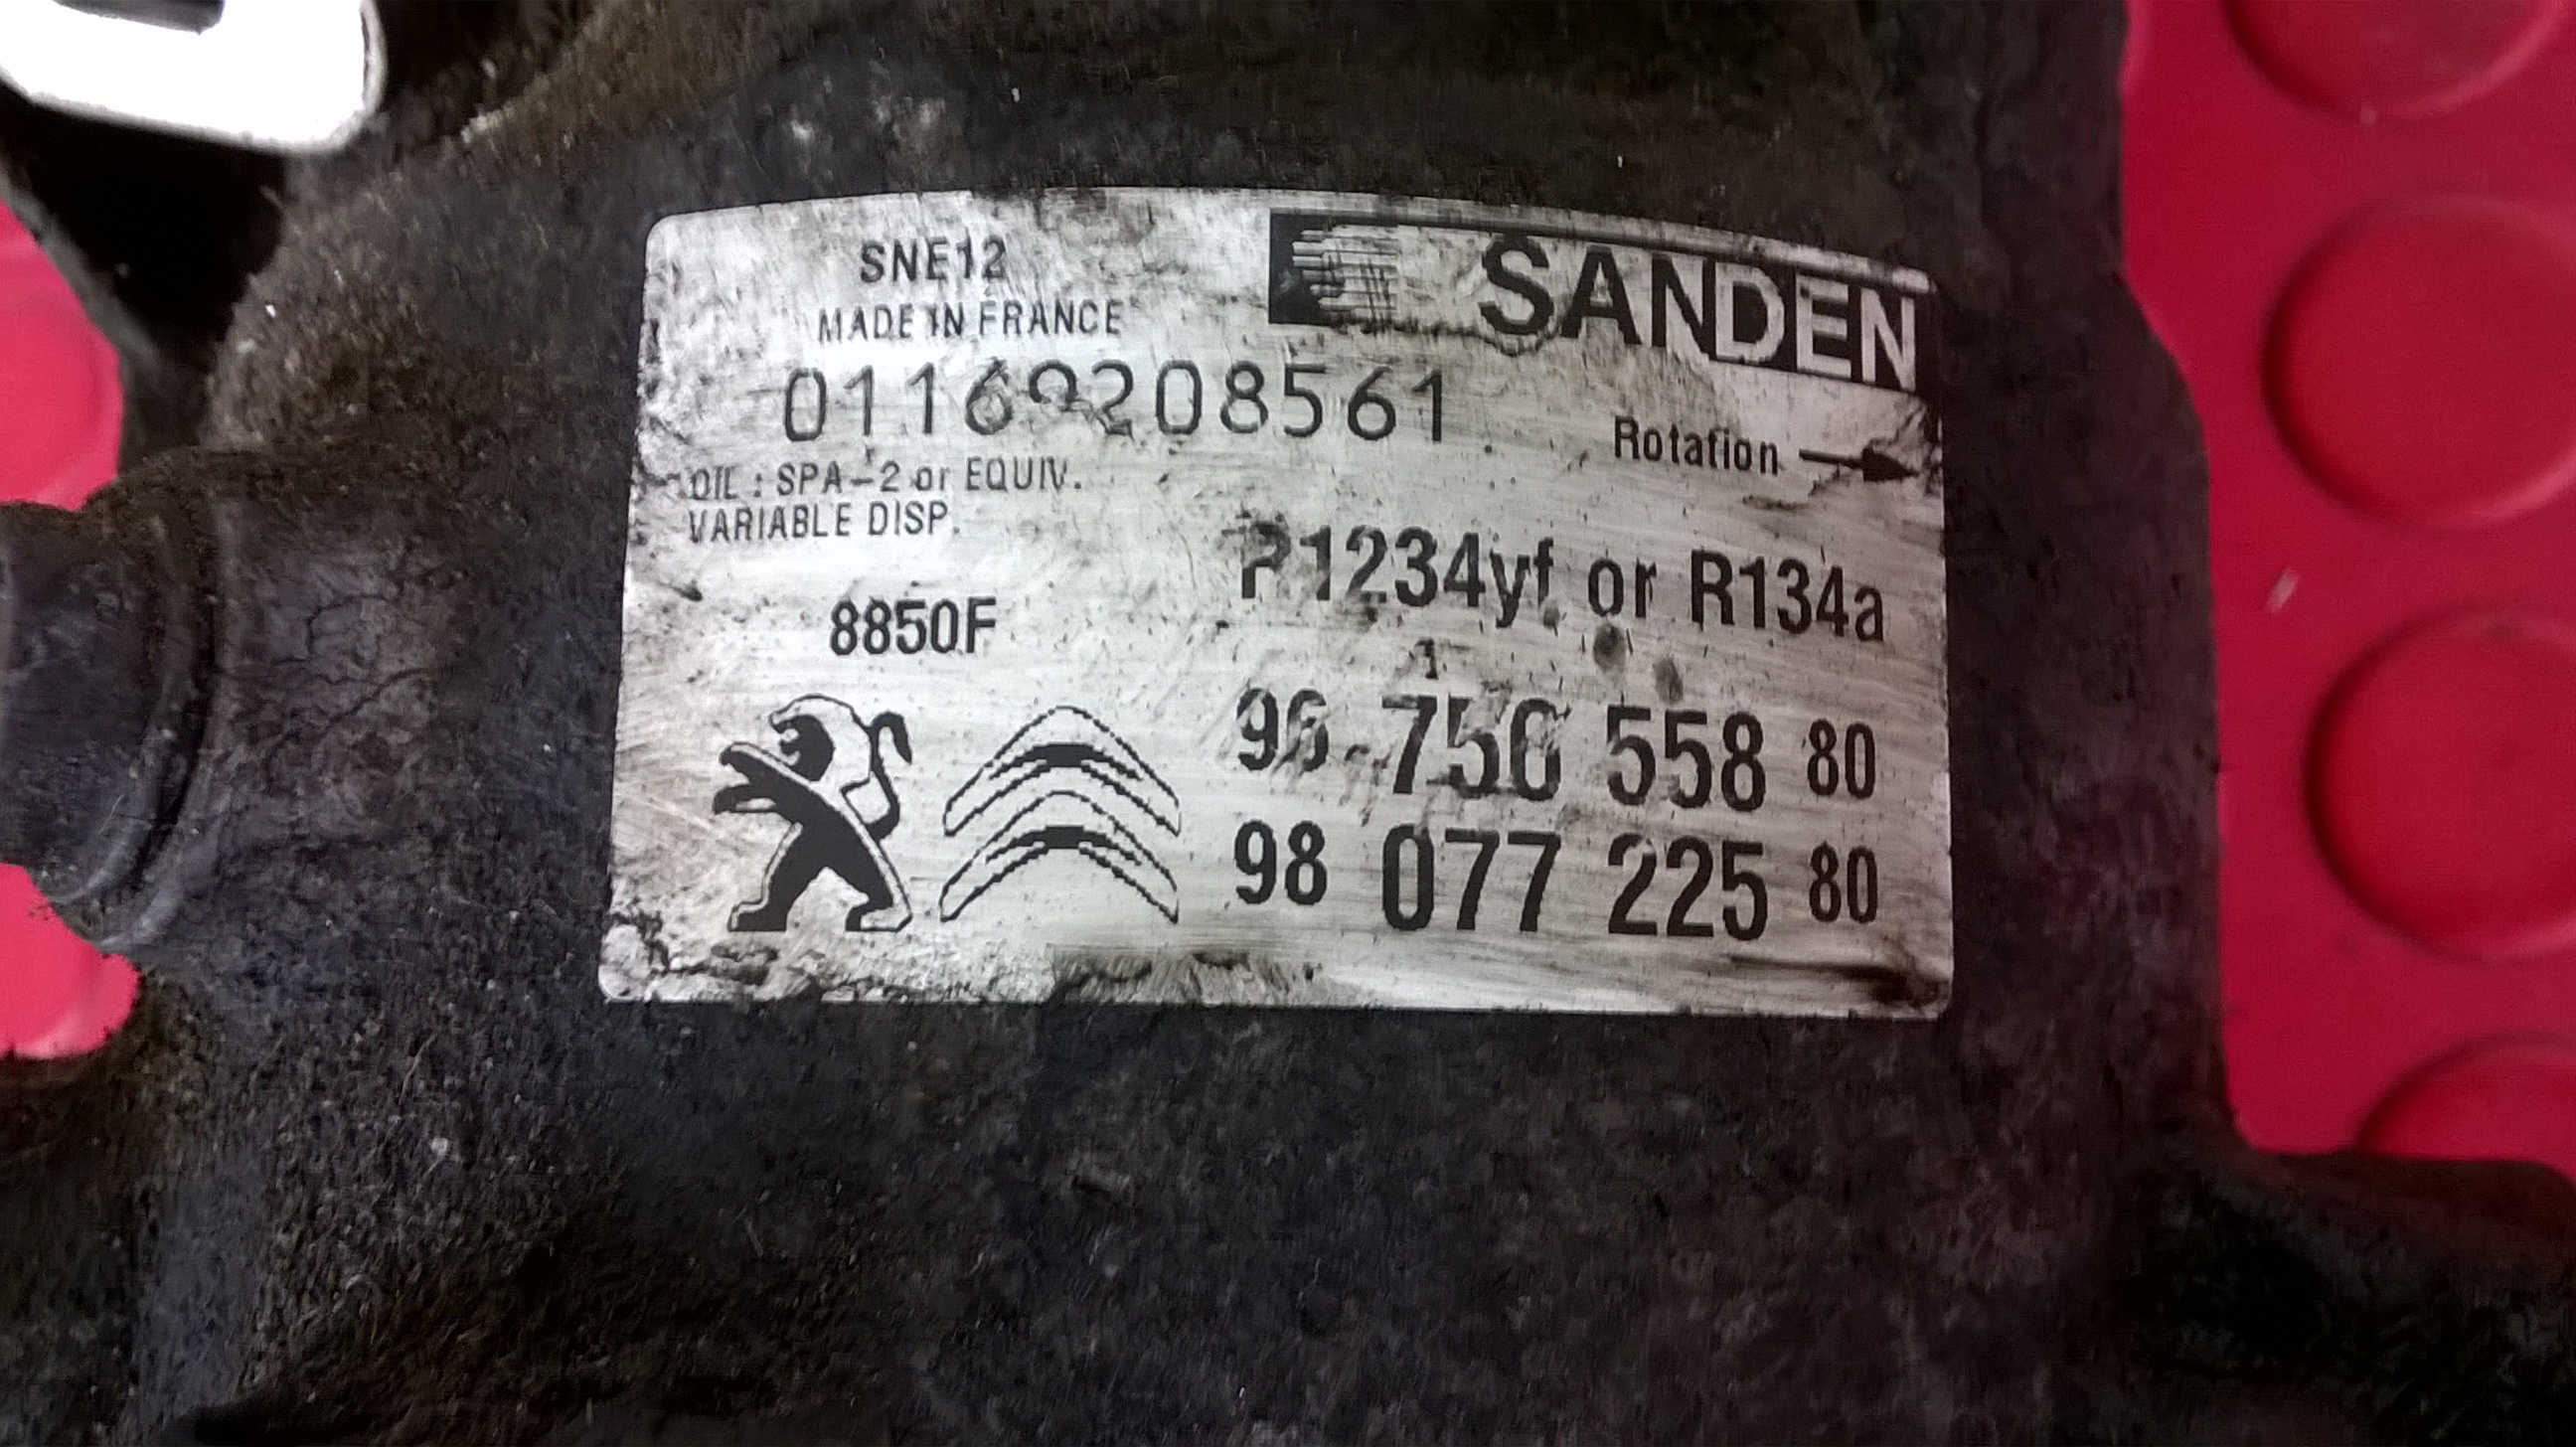 SNE12
SANDEN
MADE IN FRANCE
Rotation
OIL : SPA-2 or EQUIV.
VARIABLE DISP.
R1234yf or R134a
8850F
96 750 558 80
98 077 225 80